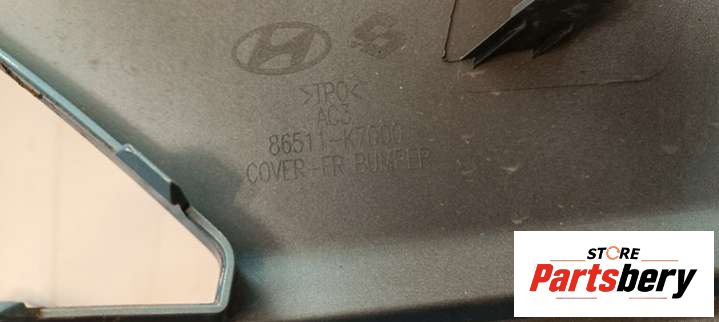 >TPO<
AC3
86511-K7000
COVER-FR BUMPER
STORE
Partsbery